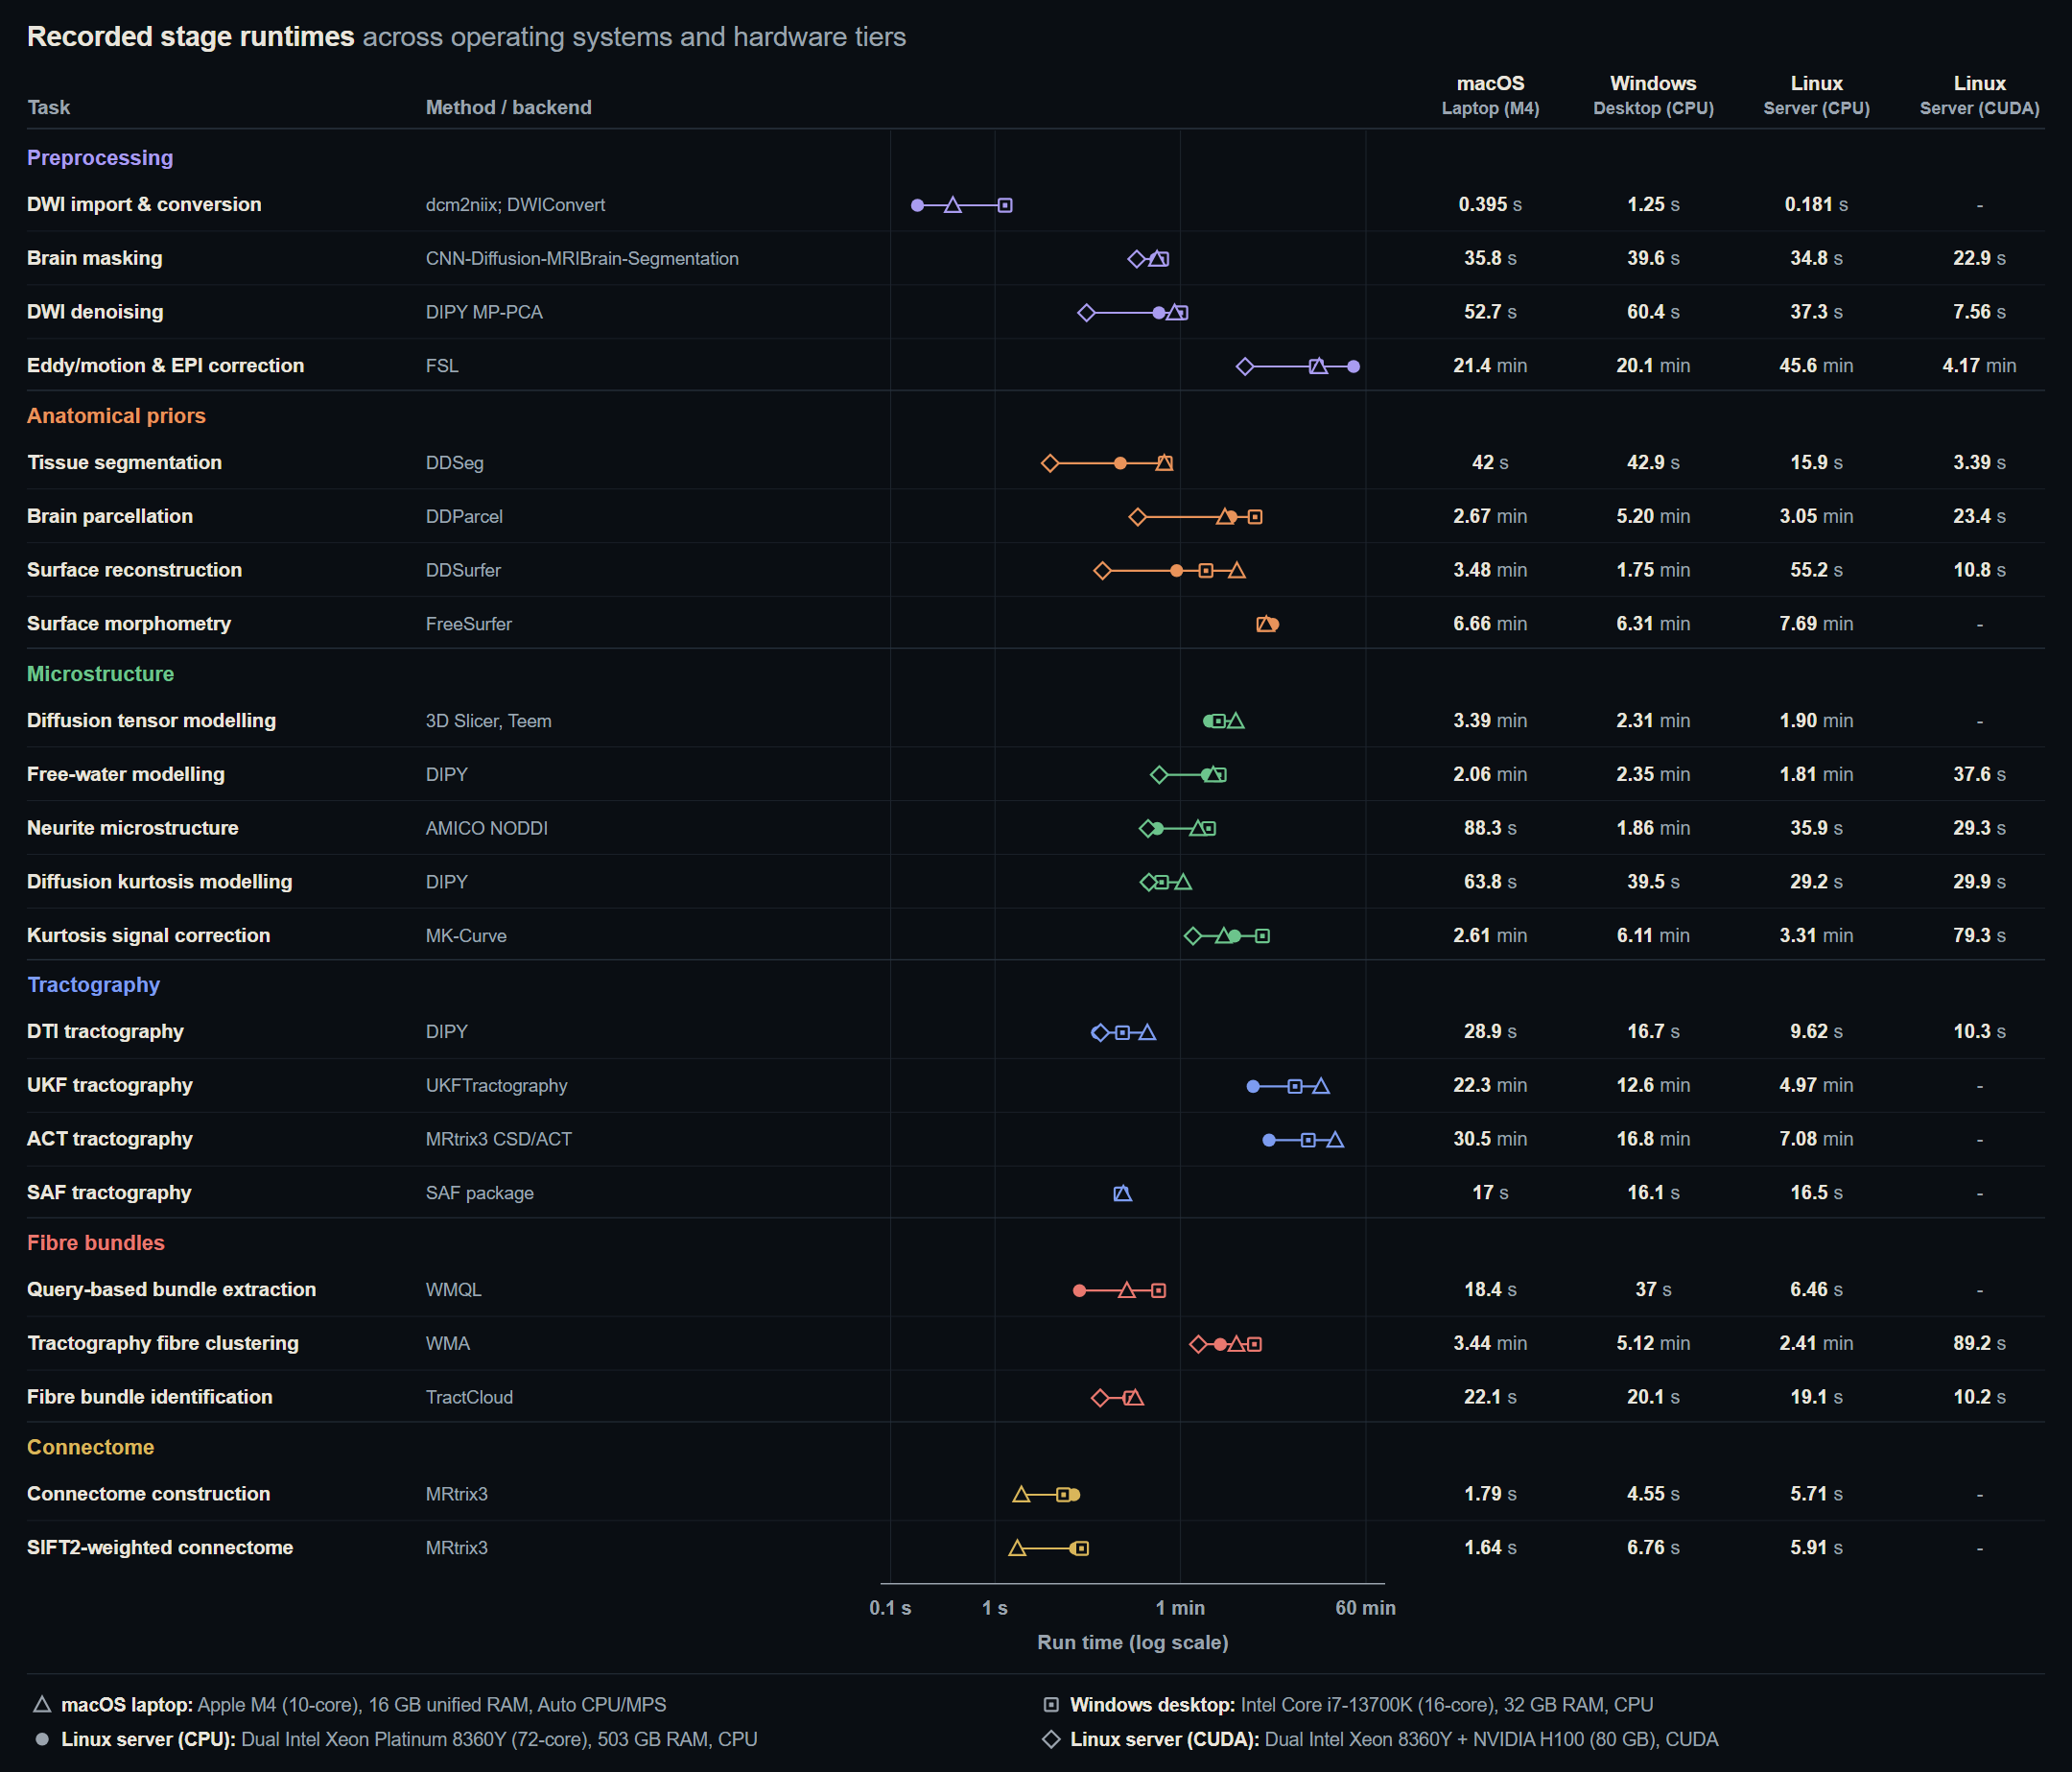 Recorded stage runtimes across operating systems and hardware tiers
macOS Windows Linux Linux
Task Method / backend Laptop (M4) Desktop (CPU) Server (CPU) Server (CUDA)
Preprocessing
DWI import & conversion dcm2niix; DWIConvert 0.395 s 1.25 s 0.181 s -
Brain masking CNN-Diffusion-MRIBrain-Segmentation 35.8 s 39.6 s 34.8 s 22.9 s
DWI denoising DIPY MP-PCA 52.7 s 60.4 s 37.3 s 7.56 s
Eddy/motion & EPI correction FSL 21.4 min 20.1 min 45.6 min 4.17 min
Anatomical priors
Tissue segmentation DDSeg 42 s 42.9 s 15.9 s 3.39 s
Brain parcellation DDParcel 2.67 min 5.20 min 3.05 min 23.4 s
Surface reconstruction DDSurfer 3.48 min 1.75 min 55.2 s 10.8 s
Surface morphometry FreeSurfer 6.66 min 6.31 min 7.69 min -
Microstructure
Diffusion tensor modelling 3D Slicer, Teem 3.39 min 2.31 min 1.90 min -
Free-water modelling DIPY 2.06 min 2.35 min 1.81 min 37.6 s
Neurite microstructure AMICO NODDI 88.3 s 1.86 min 35.9 s 29.3 s
Diffusion kurtosis modelling DIPY 63.8 s 39.5 s 29.2 s 29.9 s
Kurtosis signal correction MK-Curve 2.61 min 6.11 min 3.31 min 79.3 s
Tractography
DTI tractography DIPY 28.9 s 16.7 s 9.62 s 10.3 s
UKF tractography UKFTractography 22.3 min 12.6 min 4.97 min -
ACT tractography MRtrix3 CSD/ACT 30.5 min 16.8 min 7.08 min -
SAF tractography SAF package 17 s 16.1 s 16.5 s -
Fibre bundles
Query-based bundle extraction WMQL 18.4 s 37 s 6.46 s -
Tractography fibre clustering WMA 3.44 min 5.12 min 2.41 min 89.2 s
Fibre bundle identification TractCloud 22.1 s 20.1 s 19.1 s 10.2 s
Connectome
Connectome construction MRtrix3 1.79 s 4.55 s 5.71 s -
SIFT2-weighted connectome MRtrix3 1.64 s 6.76 s 5.91 s -
0.1 s 1 s 1 min 60 min
Run time (log scale)
macOS laptop: Apple M4 (10-core), 16 GB unified RAM, Auto CPU/MPS
Windows desktop: Intel Core i7-13700K (16-core), 32 GB RAM, CPU
Linux server (CPU): Dual Intel Xeon Platinum 8360Y (72-core), 503 GB RAM, CPU
Linux server (CUDA): Dual Intel Xeon 8360Y + NVIDIA H100 (80 GB), CUDA